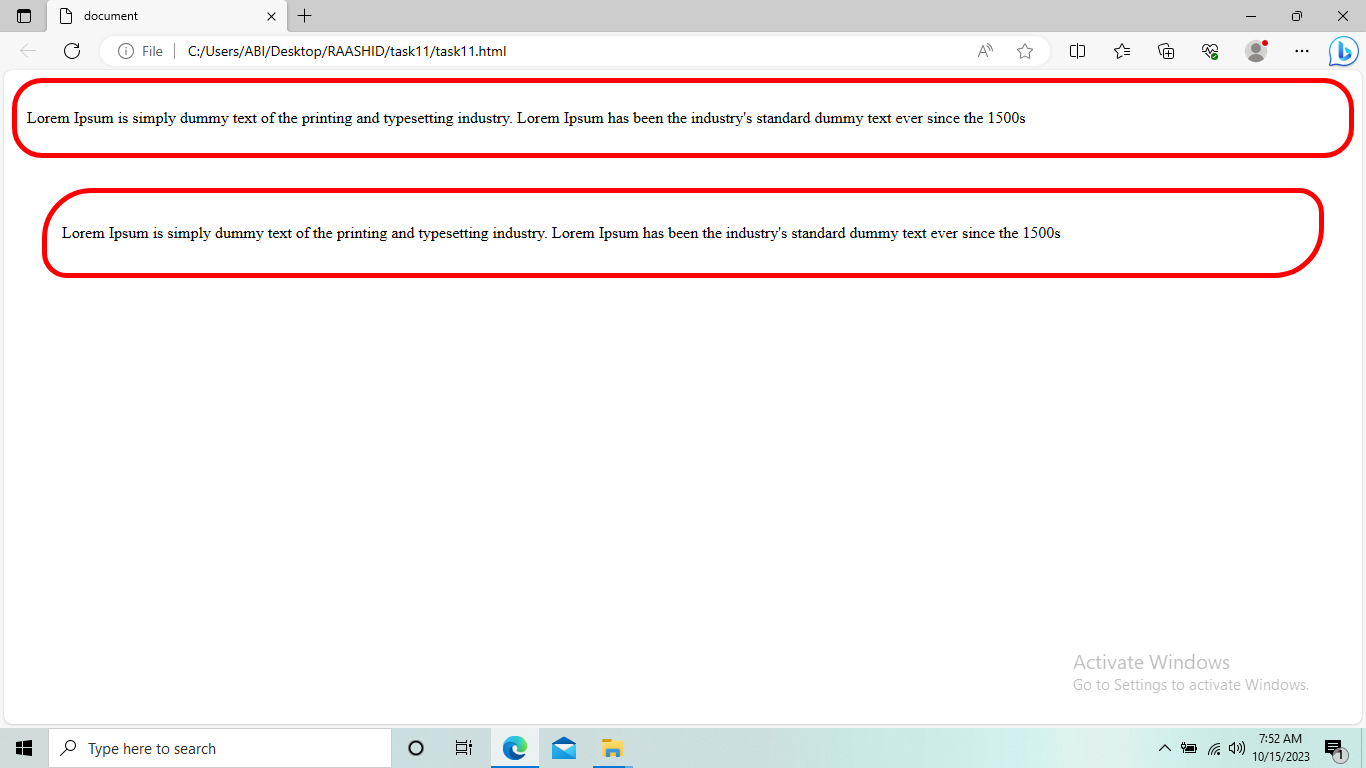 document
File
C:/Users/ABI/Desktop/RAASHID/task11/task11.html
Lorem Ipsum is simply dummy text of the printing and typesetting industry. Lorem Ipsum has been the industry's standard dummy text ever since the 1500s
Lorem Ipsum is simply dummy text of the printing and typesetting industry. Lorem Ipsum has been the industry's standard dummy text ever since the 1500s
Activate Windows
Go to Settings to activate Windows.
Type here to search
7:52 AM
10/15/2023
1